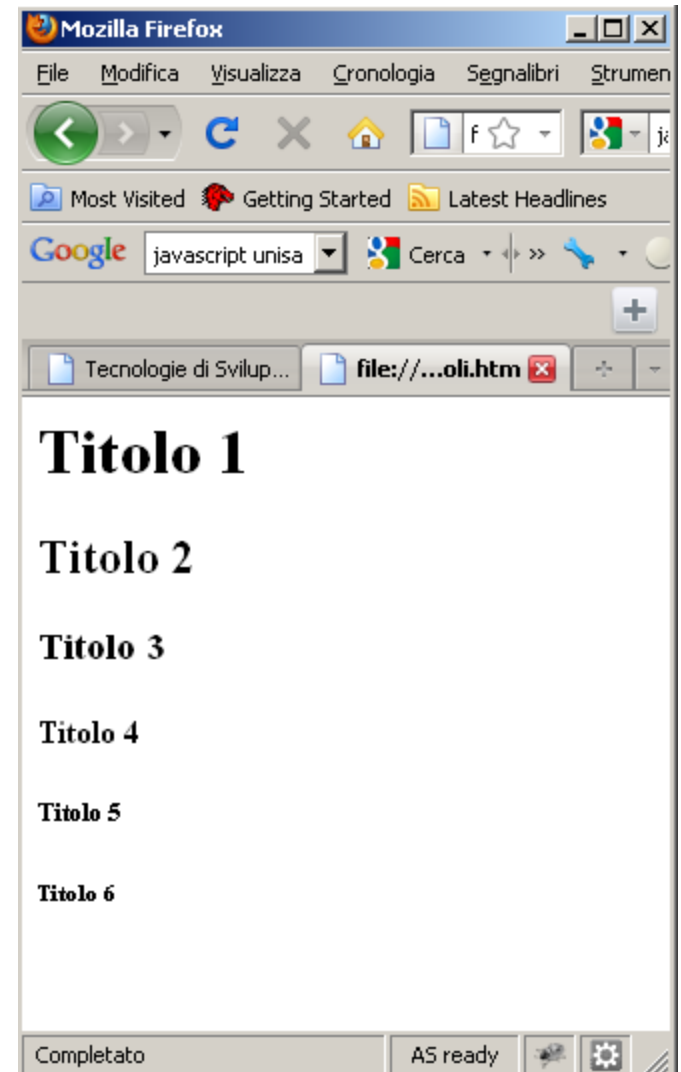 Mozilla Firefox
File Modifica Visualizza Cronologia Segnalibri Strumen
f
Most Visited Getting Started Latest Headlines
Google javascript unisa Cerca
Tecnologie di Svilup... file://...oli.htm
Titolo 1
Titolo 2
Titolo 3
Titolo 4
Titolo 5
Titolo 6
Completato AS ready